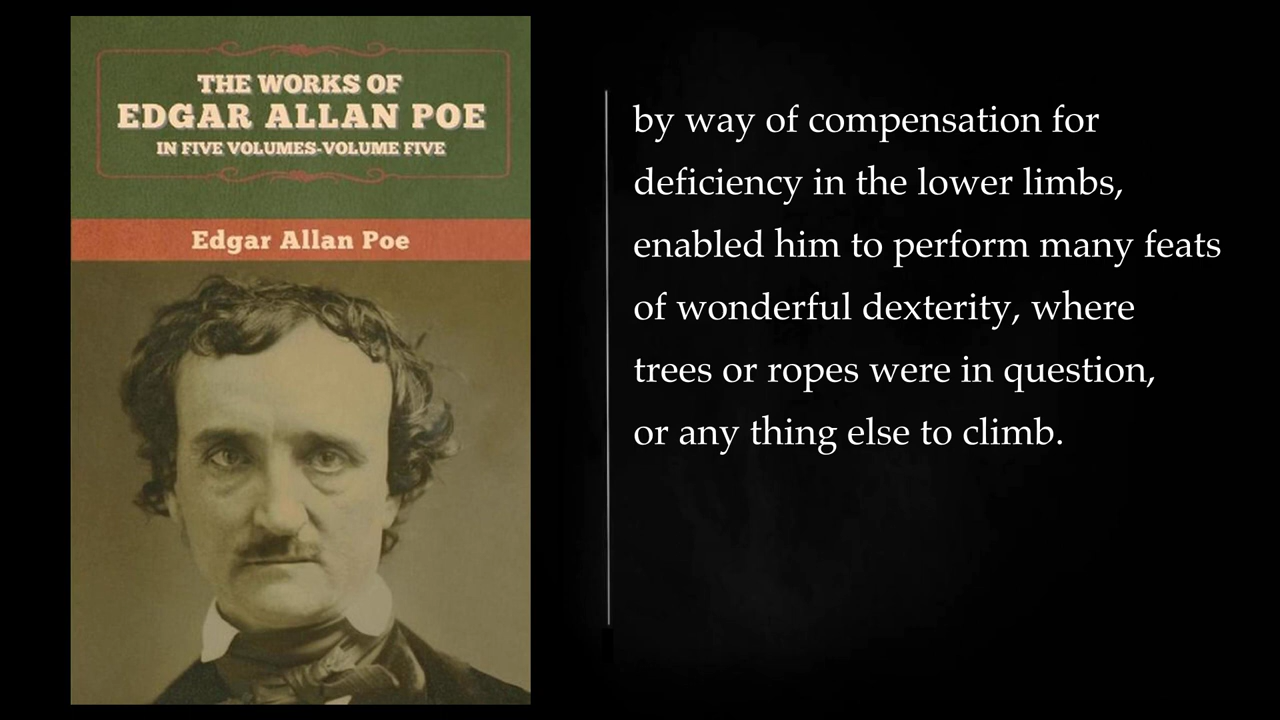 THE WORKS OF
EDGAR ALLAN POE
IN FIVE VOLUMES-VOLUME FIVE
Edgar Allan Poe
by way of compensation for
deficiency in the lower limbs,
enabled him to perform many feats
of wonderful dexterity, where
trees or ropes were in question,
or any thing else to climb.